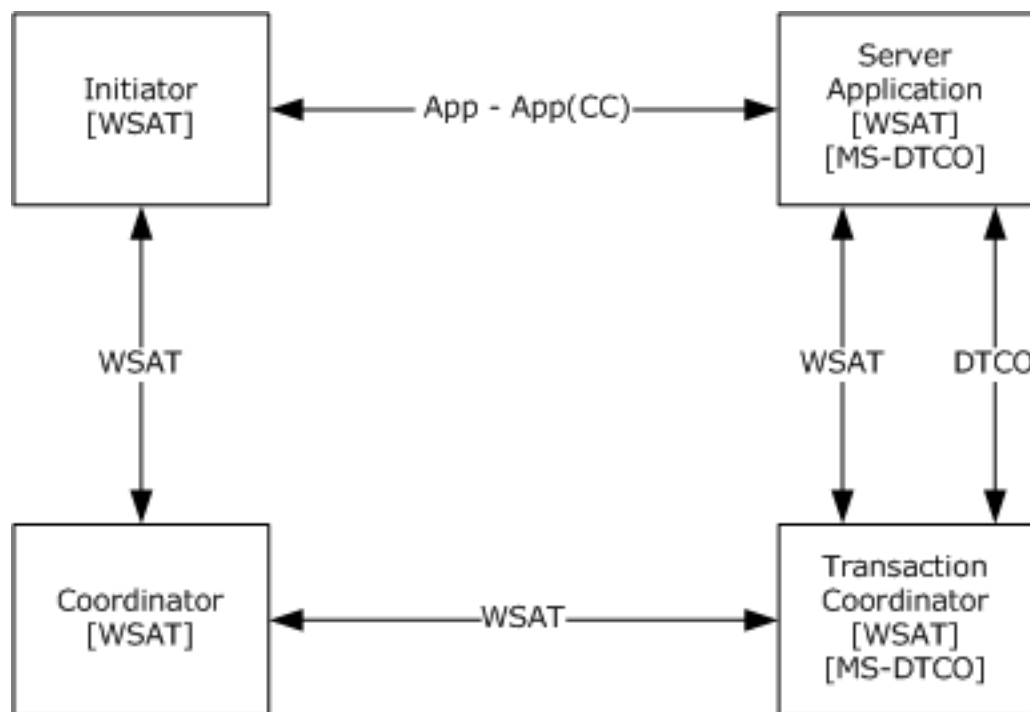 Initiator
[WSAT]
App - App(CC)
Server
Application
[WSAT]
[MS-DTCO]
WSAT
WSAT
DTCO
Coordinator
[WSAT]
WSAT
Transaction
Coordinator
[WSAT]
[MS-DTCO]